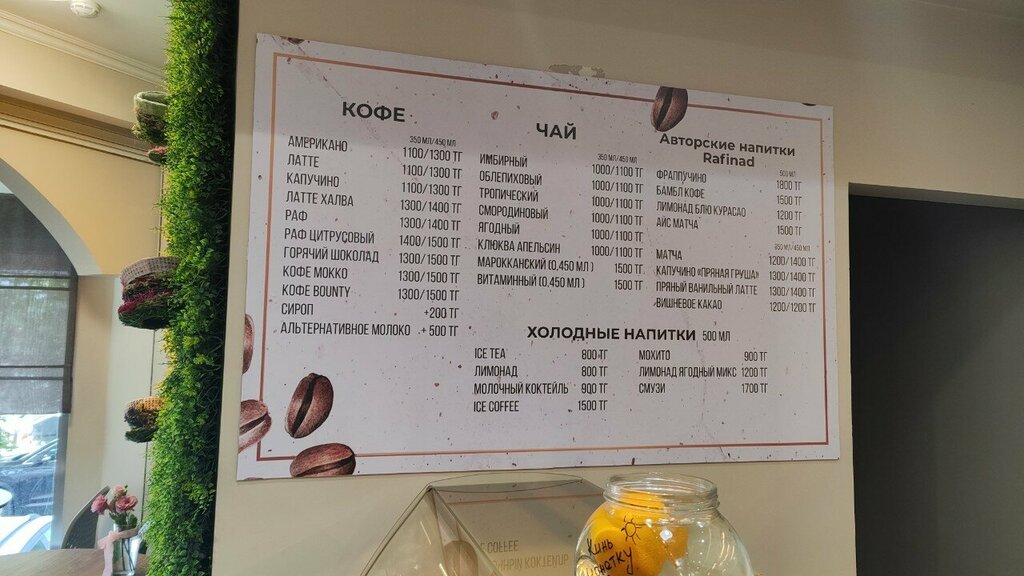 КОФЕ
350 МЛ/450 МЛ
АМЕРИКАНО 1100/1300 ТГ
ЛАТТЕ 1100/1300 ТГ
КАПУЧИНО 1100/1300 ТГ
ЛАТТЕ ХАЛВА 1300/1400 ТГ
РАФ 1300/1400 ТГ
РАФ ЦИТРУСОВЫЙ 1400/1500 ТГ
ГОРЯЧИЙ ШОКОЛАД 1300/1500 ТГ
КОФЕ МОККО 1300/1500 ТГ
КОФЕ BOUNTY 1300/1500 ТГ
СИРОП +200 ТГ
АЛЬТЕРНАТИВНОЕ МОЛОКО + 500 ТГ
ЧАЙ
350 МЛ/450 МЛ
ИМБИРНЫЙ 1000/1100 ТГ
ОБЛЕПИХОВЫЙ 1000/1100 ТГ
ТРОПИЧЕСКИЙ 1000/1100 ТГ
СМОРОДИНОВЫЙ 1000/1100 ТГ
ЯГОДНЫЙ 1000/1100 ТГ
КЛЮКВА АПЕЛЬСИН 1000/1100 ТГ
МАРОККАНСКИЙ (0,450 МЛ ) 1500 ТГ
ВИТАМИННЫЙ (0,450 МЛ ) 1500 ТГ
Авторские напитки
Rafinad
500 МЛ
ФРАППУЧИНО 1800 ТГ
БАМБЛ КОФЕ 1500 ТГ
ЛИМОНАД БЛЮ КУРАСАО 1200 ТГ
АЙС МАТЧА 1500 ТГ
350 МЛ/450 МЛ
МАТЧА 1200/1400 ТГ
КАПУЧИНО «ПРЯНАЯ ГРУША» 1300/1400 ТГ
ПРЯНЫЙ ВАНИЛЬНЫЙ ЛАТТЕ 1300/1400 ТГ
ВИШНЕВОЕ КАКАО 1200/1200 ТГ
ХОЛОДНЫЕ НАПИТКИ 500 МЛ
ICE TEA 800 ТГ
ЛИМОНАД 800 ТГ
МОЛОЧНЫЙ КОКТЕЙЛЬ 900 ТГ
ICE COFFEE 1500 ТГ
МОХИТО 900 ТГ
ЛИМОНАД ЯГОДНЫЙ МИКС 1200 ТГ
СМУЗИ 1700 ТГ
COFFEE
Кинь